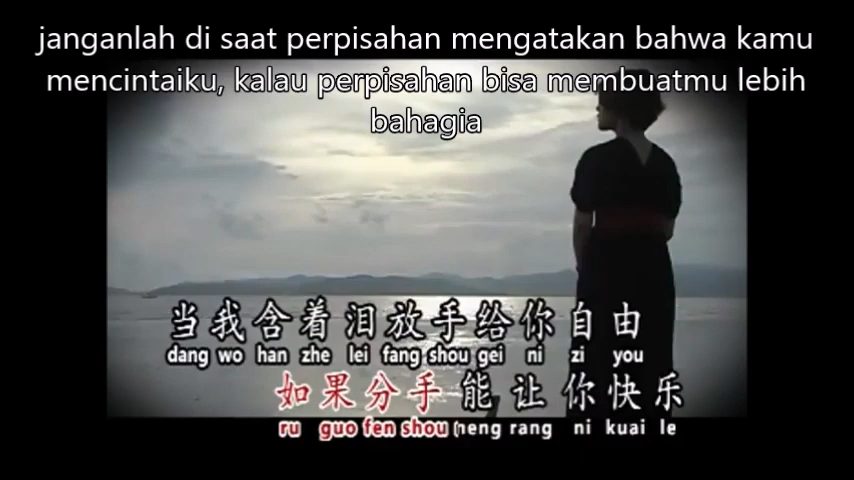 janganlah di saat perpisahan mengatakan bahwa kamu
mencintaiku, kalau perpisahan bisa membuatmu lebih
bahagia
当我含着泪放手给你自由
dang wo han zhe lei fang shou gei ni zi you
如果分手能让你快乐
ru guo fen shou neng rang ni kuai le